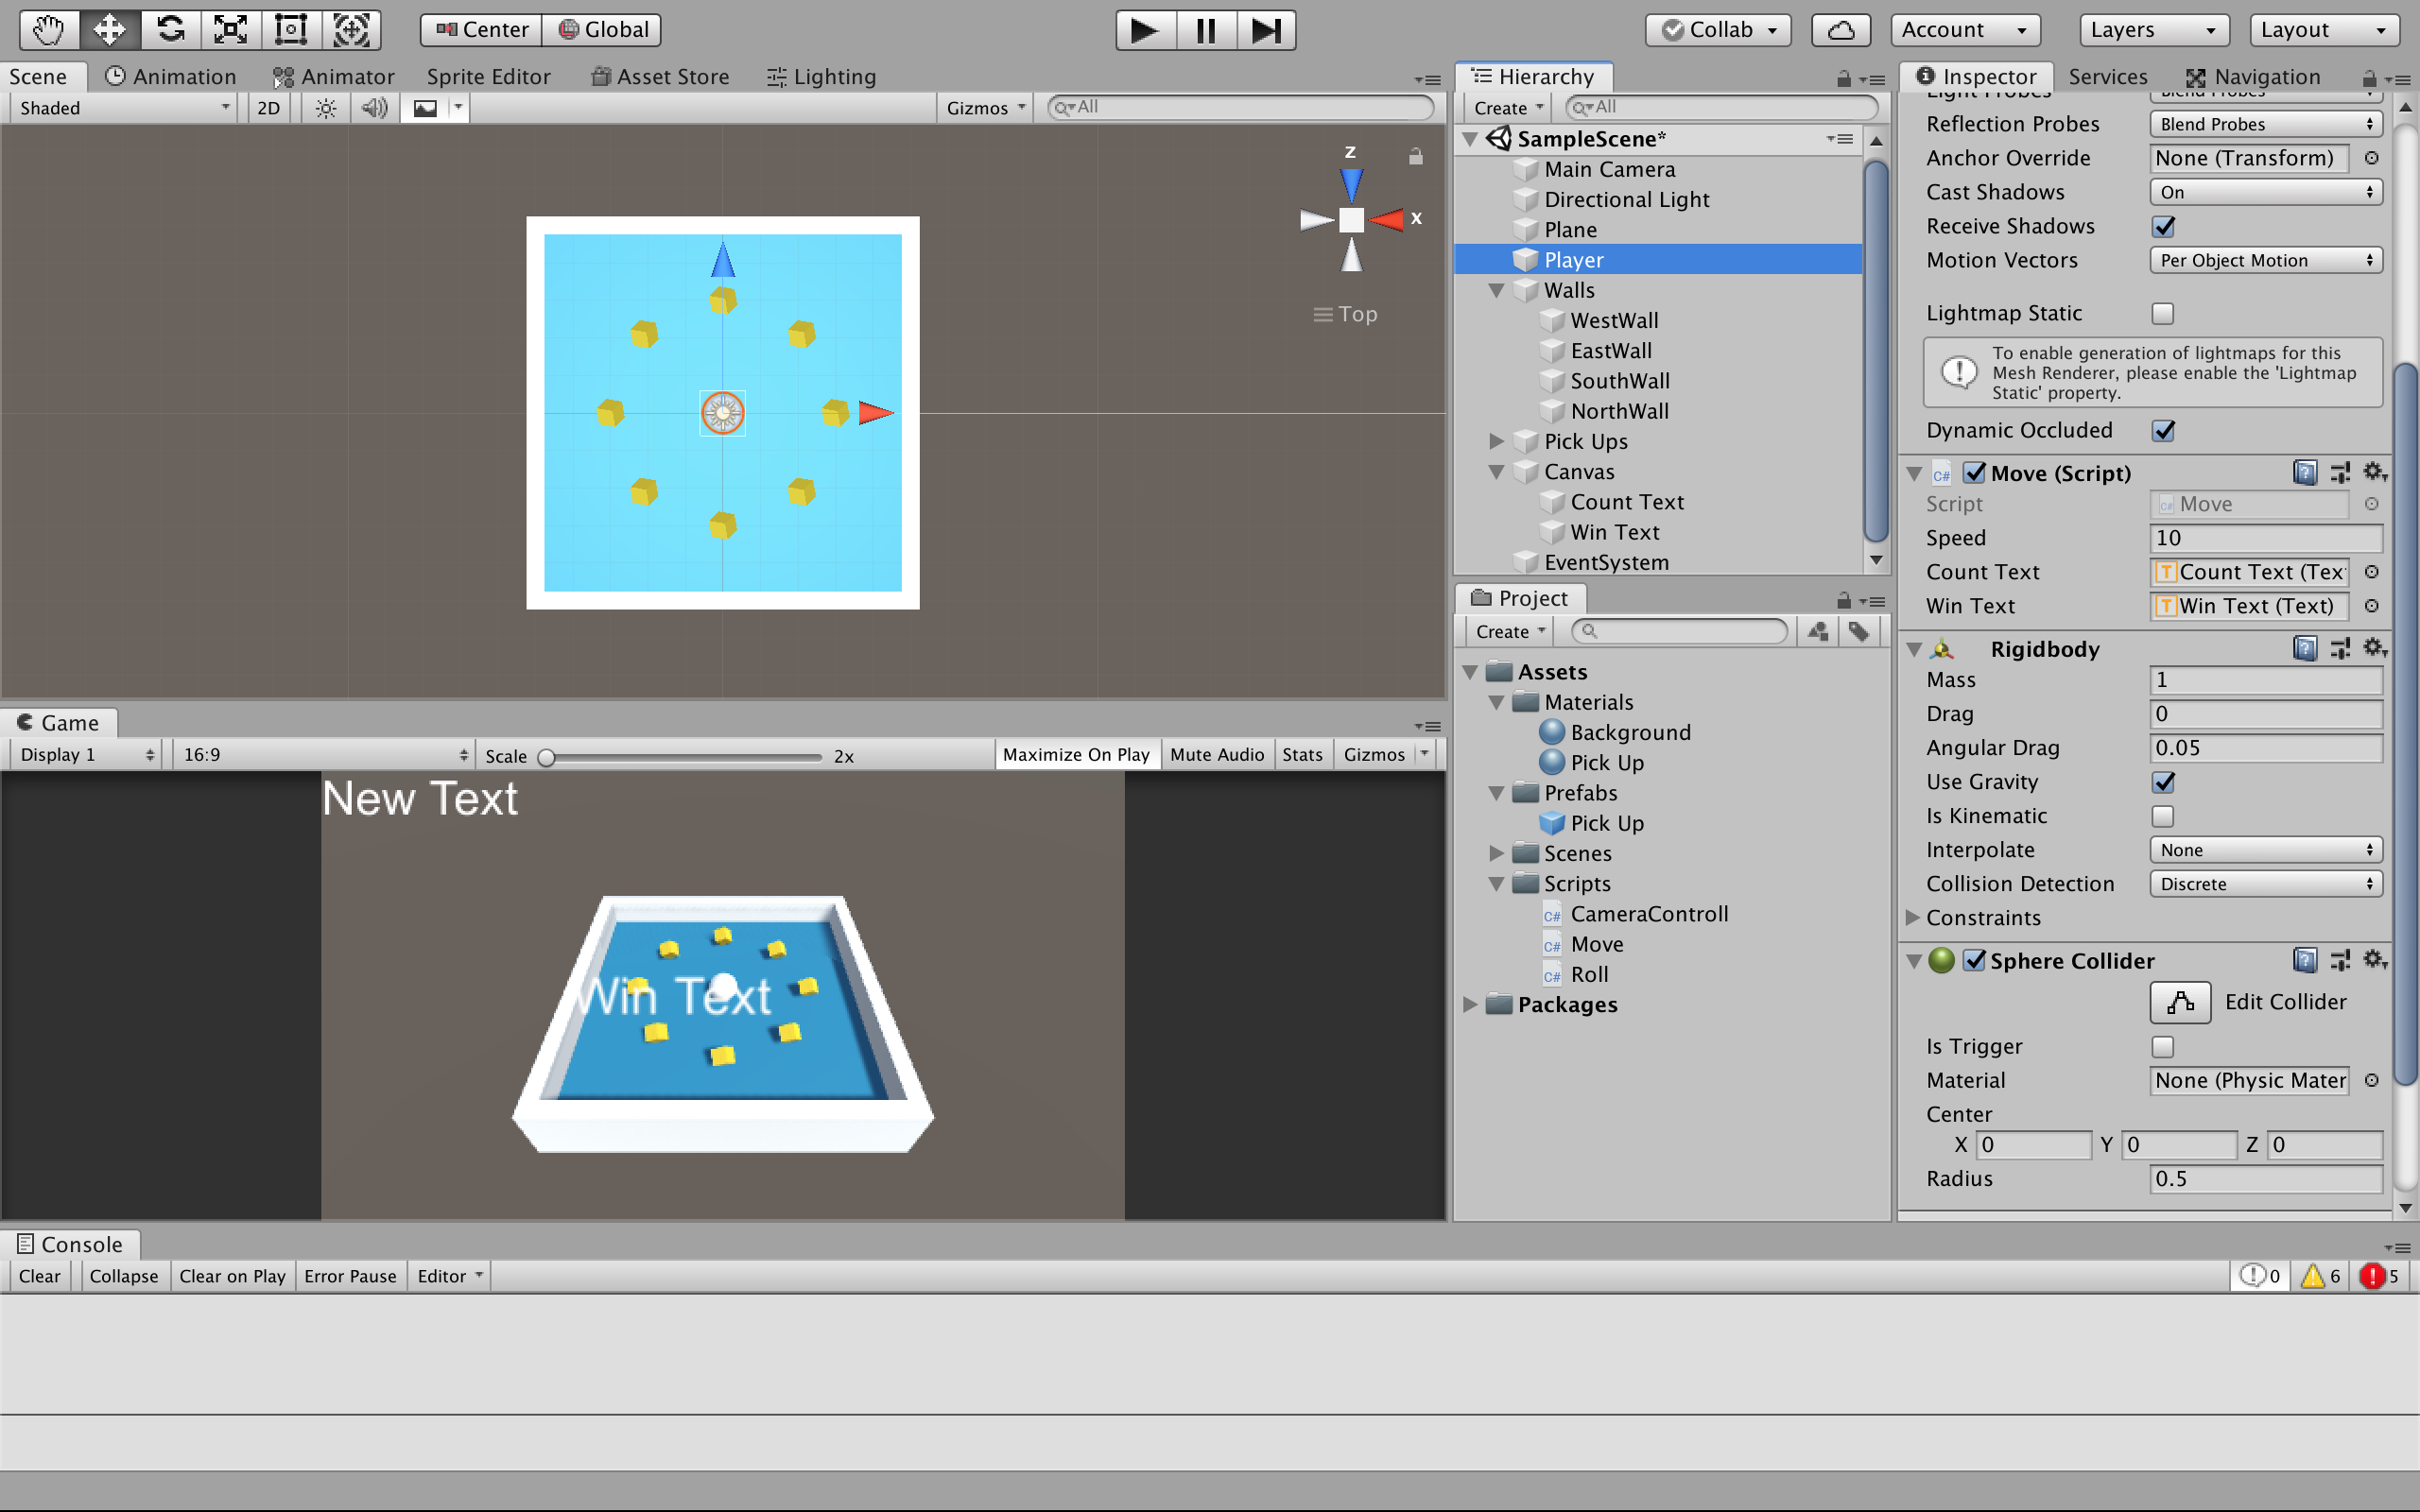 Center Global Collab Account Layers Layout
Scene Animation Animator Sprite Editor Asset Store Lighting
Shaded 2D Gizmos All
z
x
Top
Game
Display 1 16:9 Scale 2x Maximize On Play Mute Audio Stats Gizmos
New Text
Win Text
Hierarchy
Create All
SampleScene*
Main Camera
Directional Light
Plane
Player
Walls
WestWall
EastWall
SouthWall
NorthWall
Pick Ups
Canvas
Count Text
Win Text
EventSystem
Project
Create
Assets
Materials
Background
Pick Up
Prefabs
Pick Up
Scenes
Scripts
C# CameraControll
C# Move
C# Roll
Packages
Inspector Services Navigation
Light Probes Blend Probes
Reflection Probes Blend Probes
Anchor Override None (Transform)
Cast Shadows On
Receive Shadows
Motion Vectors Per Object Motion
Lightmap Static
To enable generation of lightmaps for this
Mesh Renderer, please enable the 'Lightmap
Static' property.
Dynamic Occluded
C# Move (Script)
Script C# Move
Speed 10
Count Text T Count Text (Tex
Win Text T Win Text (Text)
Rigidbody
Mass 1
Drag 0
Angular Drag 0.05
Use Gravity
Is Kinematic
Interpolate None
Collision Detection Discrete
Constraints
Sphere Collider
Edit Collider
Is Trigger
Material None (Physic Mater
Center
X 0 Y 0 Z 0
Radius 0.5
Console
Clear Collapse Clear on Play Error Pause Editor 0 6 5